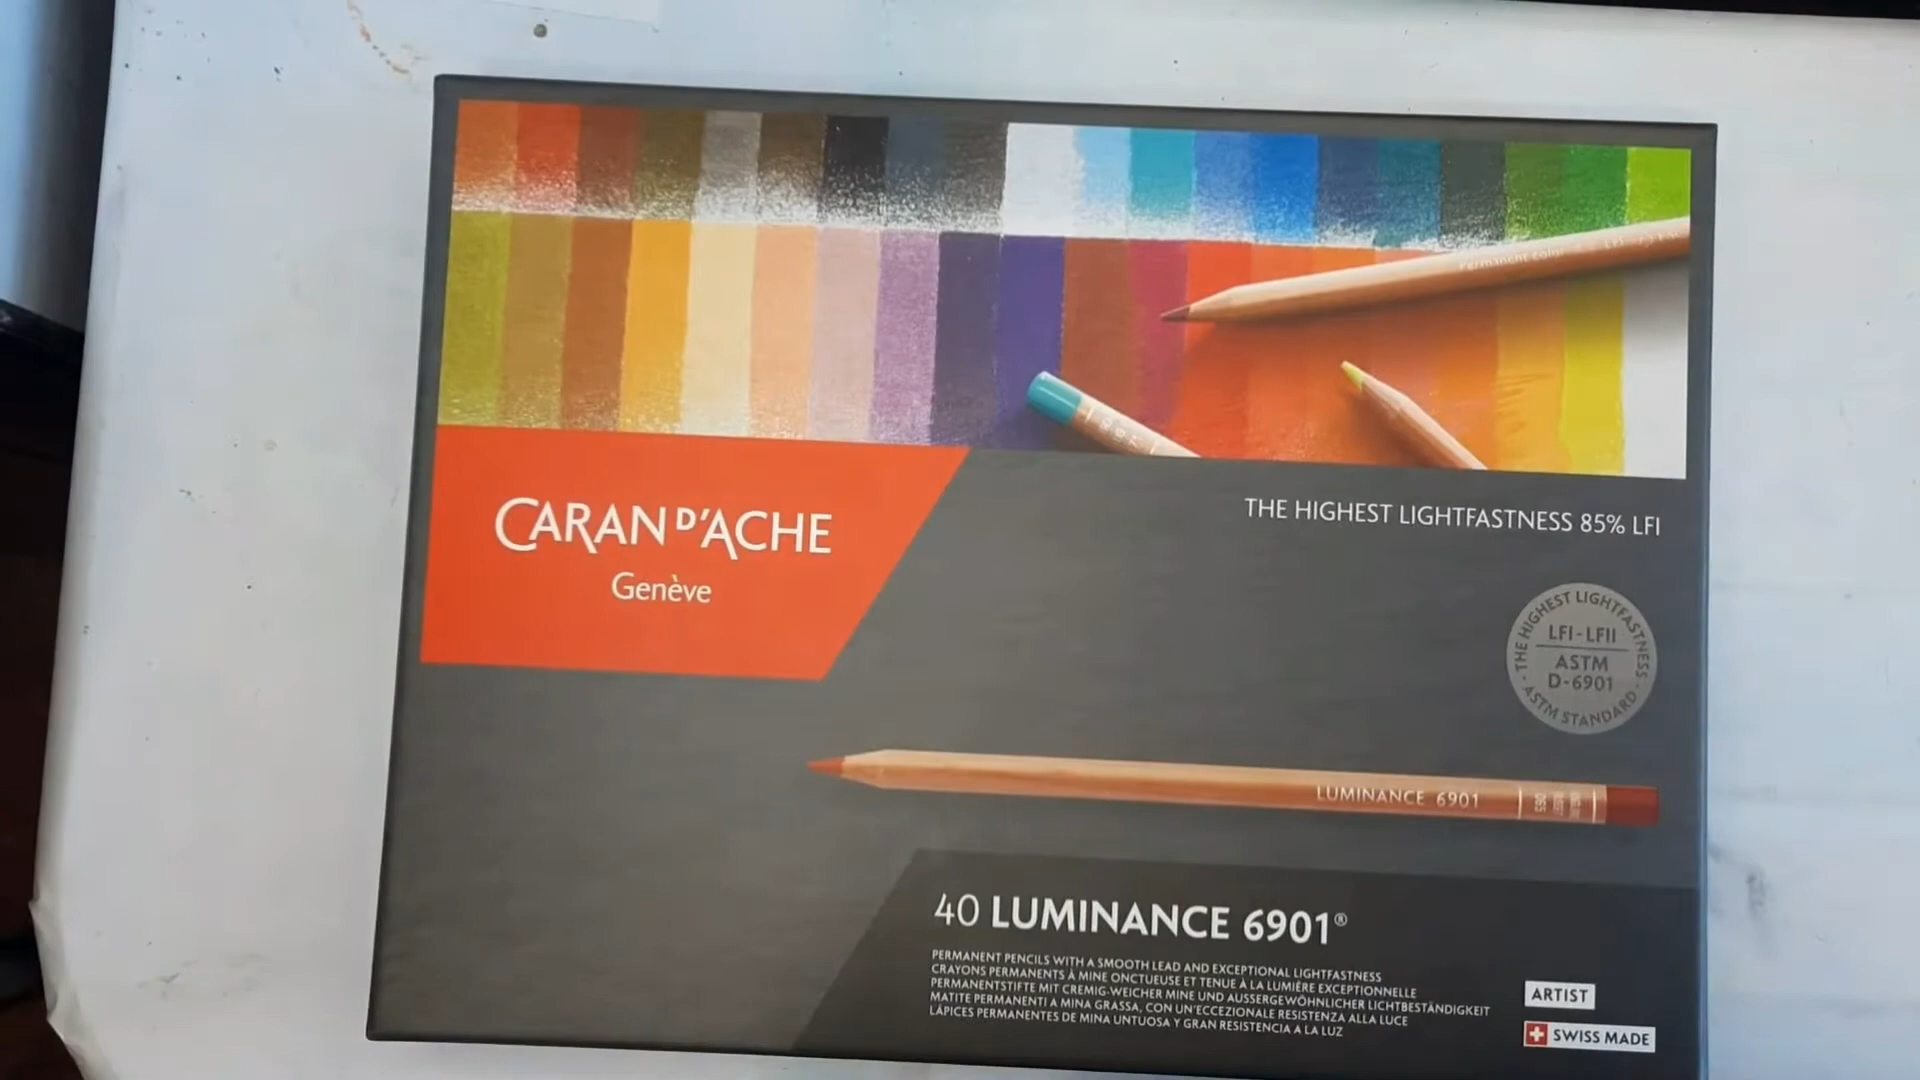 Permanent color
CARAN D'ACHE
Genève
THE HIGHEST LIGHTFASTNESS 85% LFI
THE HIGHEST LIGHTFASTNESS
LFI-LFII
ASTM
D-6901
ASTM STANDARD
LUMINANCE 6901
065
40 LUMINANCE 6901®
PERMANENT PENCILS WITH A SMOOTH LEAD AND EXCEPTIONAL LIGHTFASTNESS
CRAYONS PERMANENTS À MINE ONCTUEUSE ET TENUE À LA LUMIÈRE EXCEPTIONNELLE
PERMANENTSTIFTE MIT CREMIG-WEICHER MINE UND AUSSERGEWÖHNLICHER LICHTBESTÄNDIGKEIT
MATITE PERMANENTI A MINA GRASSA, CON UN'ECCEZIONALE RESISTENZA ALLA LUCE
LÁPICES PERMANENTES DE MINA UNTUOSA Y GRAN RESISTENCIA A LA LUZ
ARTIST
SWISS MADE